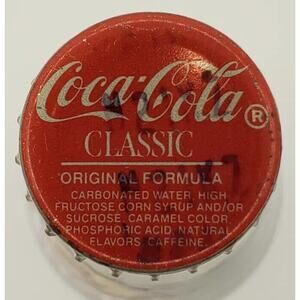 Coca-Cola ®
CLASSIC
ORIGINAL FORMULA
CARBONATED WATER, HIGH
FRUCTOSE CORN SYRUP AND/OR
SUCROSE, CARAMEL COLOR,
PHOSPHORIC ACID, NATURAL
FLAVORS, CAFFEINE.